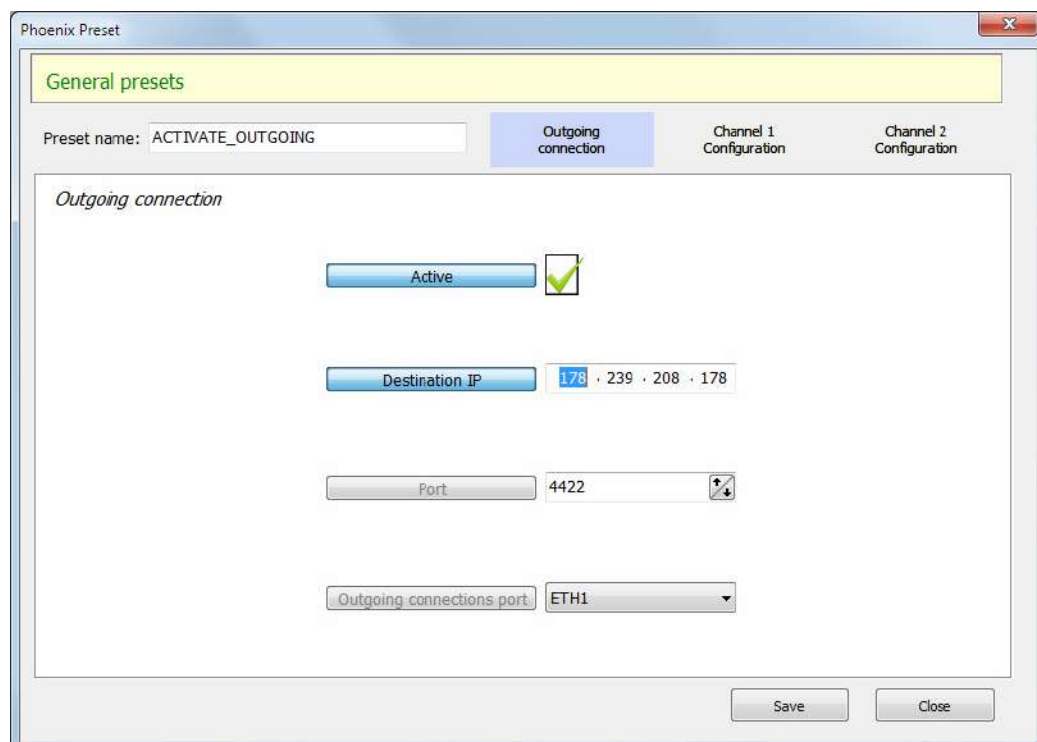 Phoenix Preset
General presets
Preset name: ACTIVATE_OUTGOING
Outgoing
connection
Channel 1
Configuration
Channel 2
Configuration
Outgoing connection
Active
Destination IP 178 . 239 . 208 . 178
Port 4422
Outgoing connections port ETH1
Save Close